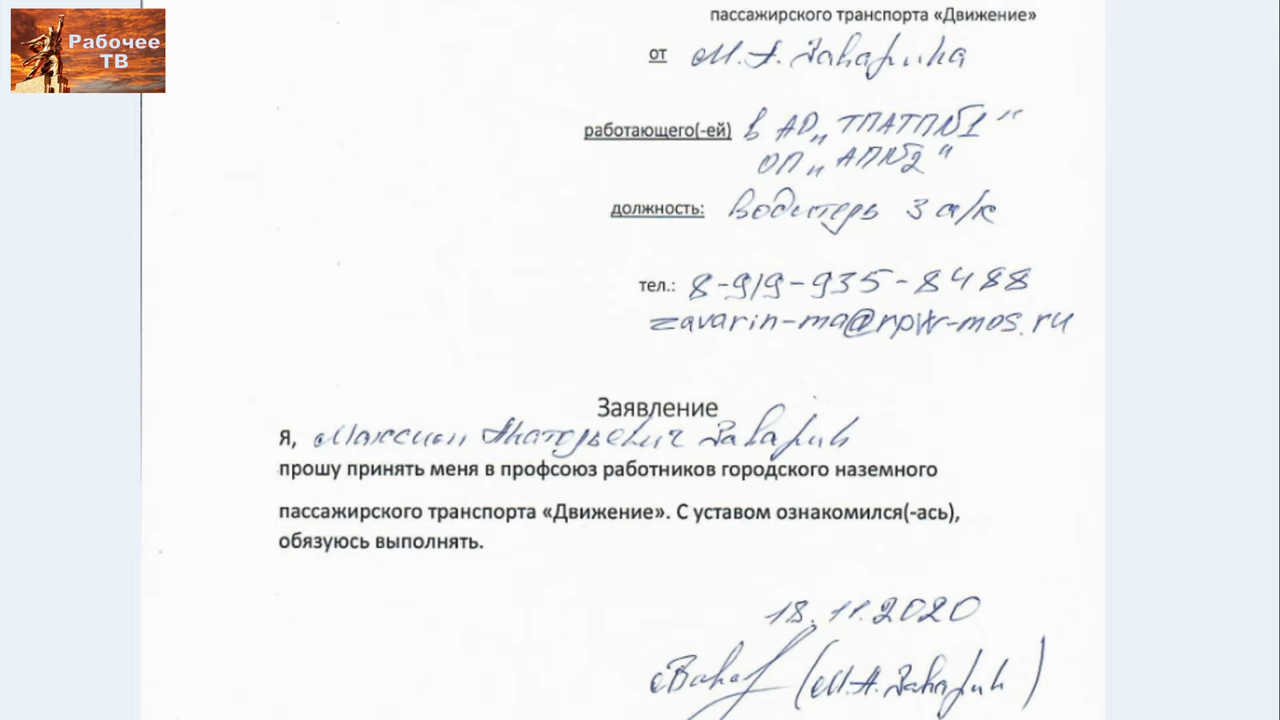 Рабочее
ТВ
пассажирского транспорта «Движение»
от М.А. Заварина
работающего(-ей) в АО „ТПАТП№1"
ОП „АП№2"
должность: водитель 3 а/к
тел.: 8-919-935-8488
zavarin-ma@rpw-mos.ru
Заявление
Я, Максим Анатольевич Заварин
прошу принять меня в профсоюз работников городского наземного
пассажирского транспорта «Движение». С уставом ознакомился(-ась),
обязуюсь выполнять.
18.11.2020
(М.А. Заварин)